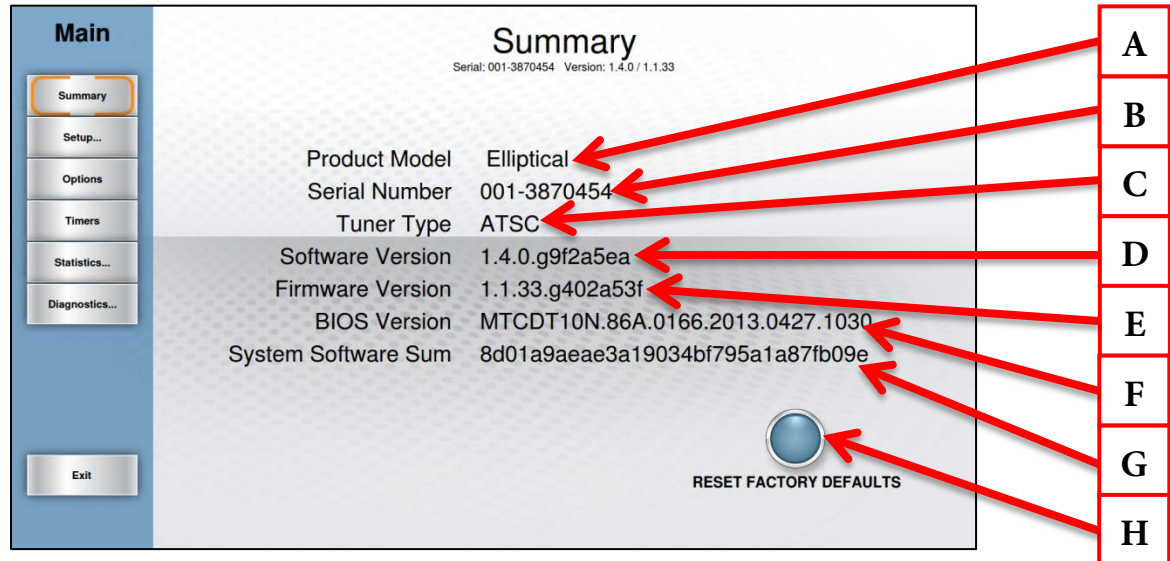 Main
Summary
Setup...
Options
Timers
Statistics...
Diagnostics...
Exit
Summary
Serial: 001-3870454 Version: 1.4.0 / 1.1.33
Product Model Elliptical
Serial Number 001-3870454
Tuner Type ATSC
Software Version 1.4.0.g9f2a5ea
Firmware Version 1.1.33.g402a53f
BIOS Version MTCDT10N.86A.0166.2013.0427.1030
System Software Sum 8d01a9aeae3a19034bf795a1a87fb09e
RESET FACTORY DEFAULTS
A
B
C
D
E
F
G
H